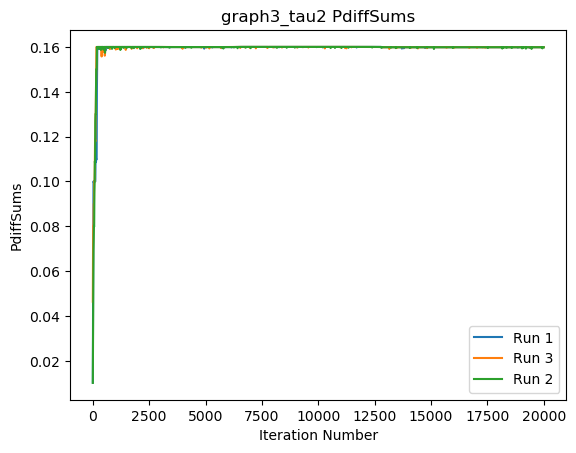 graph3_tau2 PdiffSums
0.16
0.14
0.12
0.10
0.08
0.06
0.04
0.02
PdiffSums
0 2500 5000 7500 10000 12500 15000 17500 20000
Iteration Number
Run 1
Run 3
Run 2